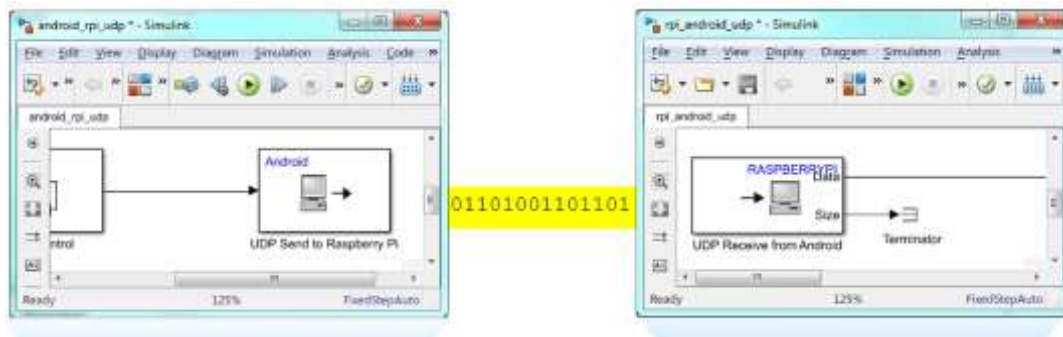 android_rpi_udp * - Simulink
File Edit View Display Diagram Simulation Analysis Code »
android_rpi_udp
Android
ntrol
UDP Send to Raspberry Pi
Ready 125% FixedStepAuto
01101001101101
rpi_android_udp * - Simulink
File Edit View Display Diagram Simulation Analysis
rpi_android_udp
RASPBERRYPI
Data
Size
UDP Receive from Android
Terminator
Ready 125% FixedStepAuto